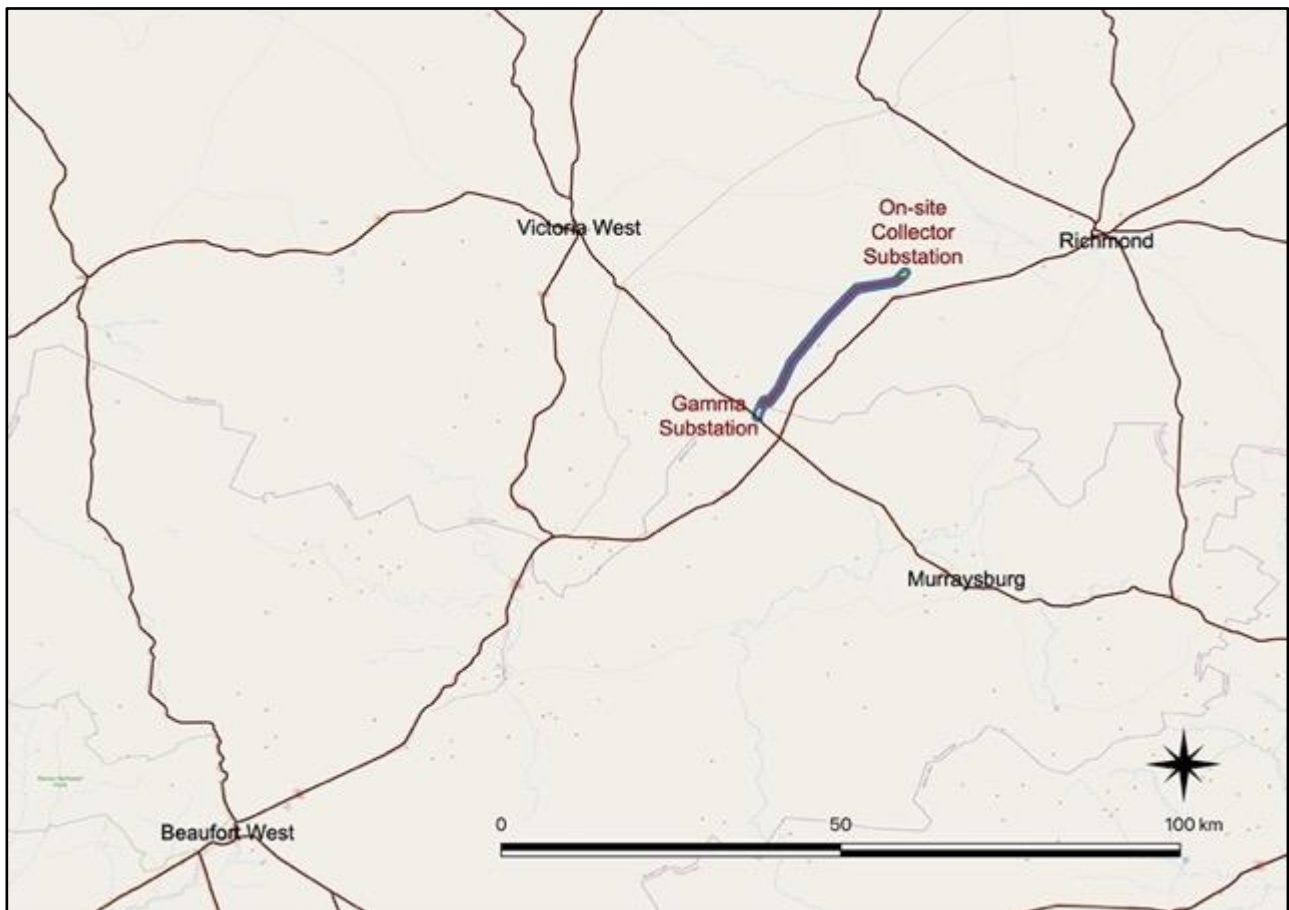 On-site
Collector
Substation
Victoria West
Richmond
Gamma
Substation
Murraysburg
Beaufort West
0
50
100 km